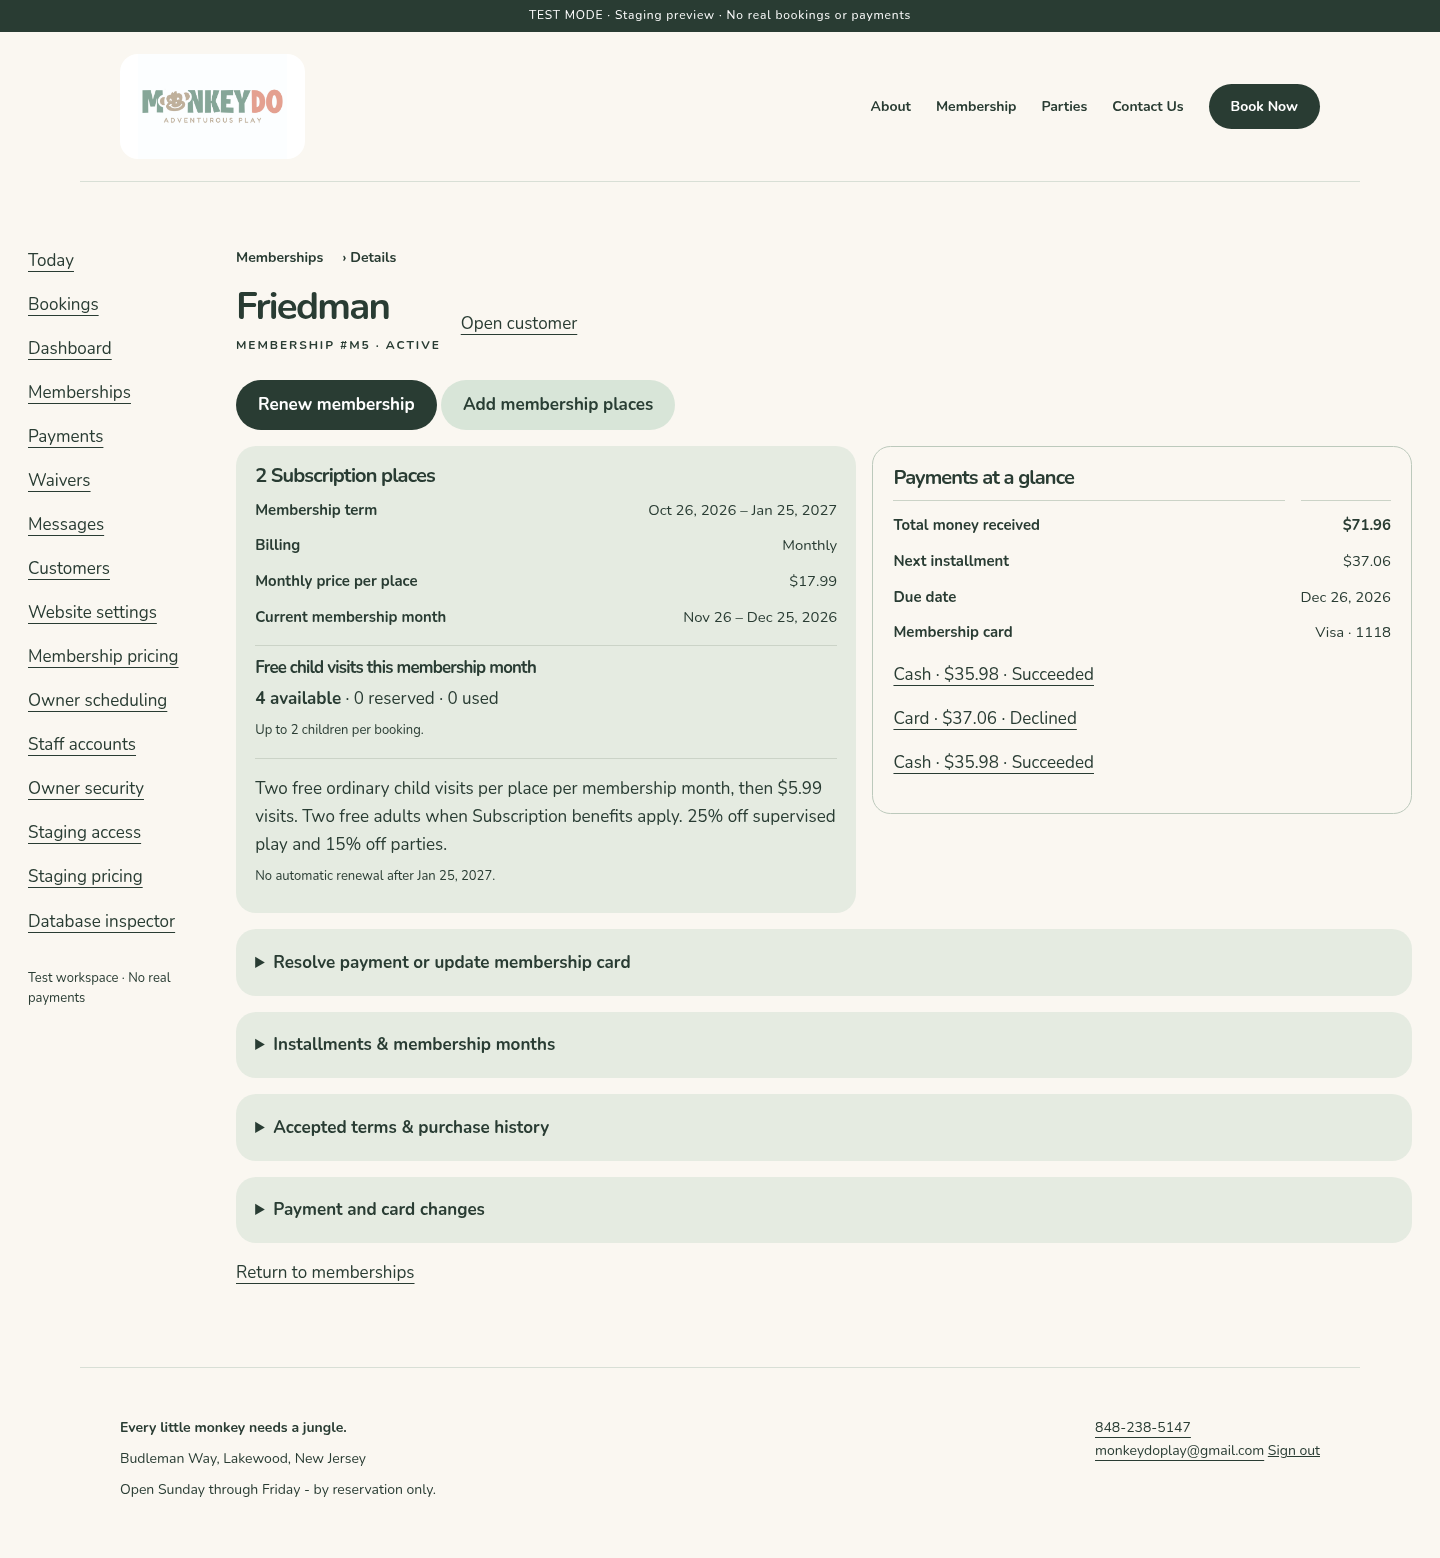 TEST MODE · Staging preview · No real bookings or payments
MONKEYDO
ADVENTUROUS PLAY
About
Membership
Parties
Contact Us
Book Now
Today
Bookings
Dashboard
Memberships
Payments
Waivers
Messages
Customers
Website settings
Membership pricing
Owner scheduling
Staff accounts
Owner security
Staging access
Staging pricing
Database inspector
Test workspace · No real
payments
Memberships › Details
Friedman
MEMBERSHIP #M5 · ACTIVE
Open customer
Renew membership
Add membership places
2 Subscription places
Membership term Oct 26, 2026 – Jan 25, 2027
Billing Monthly
Monthly price per place $17.99
Current membership month Nov 26 – Dec 25, 2026
Free child visits this membership month
4 available · 0 reserved · 0 used
Up to 2 children per booking.
Two free ordinary child visits per place per membership month, then $5.99
visits. Two free adults when Subscription benefits apply. 25% off supervised
play and 15% off parties.
No automatic renewal after Jan 25, 2027.
Payments at a glance
Total money received $71.96
Next installment $37.06
Due date Dec 26, 2026
Membership card Visa · 1118
Cash · $35.98 · Succeeded
Card · $37.06 · Declined
Cash · $35.98 · Succeeded
Resolve payment or update membership card
Installments & membership months
Accepted terms & purchase history
Payment and card changes
Return to memberships
Every little monkey needs a jungle.
Budleman Way, Lakewood, New Jersey
Open Sunday through Friday - by reservation only.
848-238-5147
monkeydoplay@gmail.com Sign out